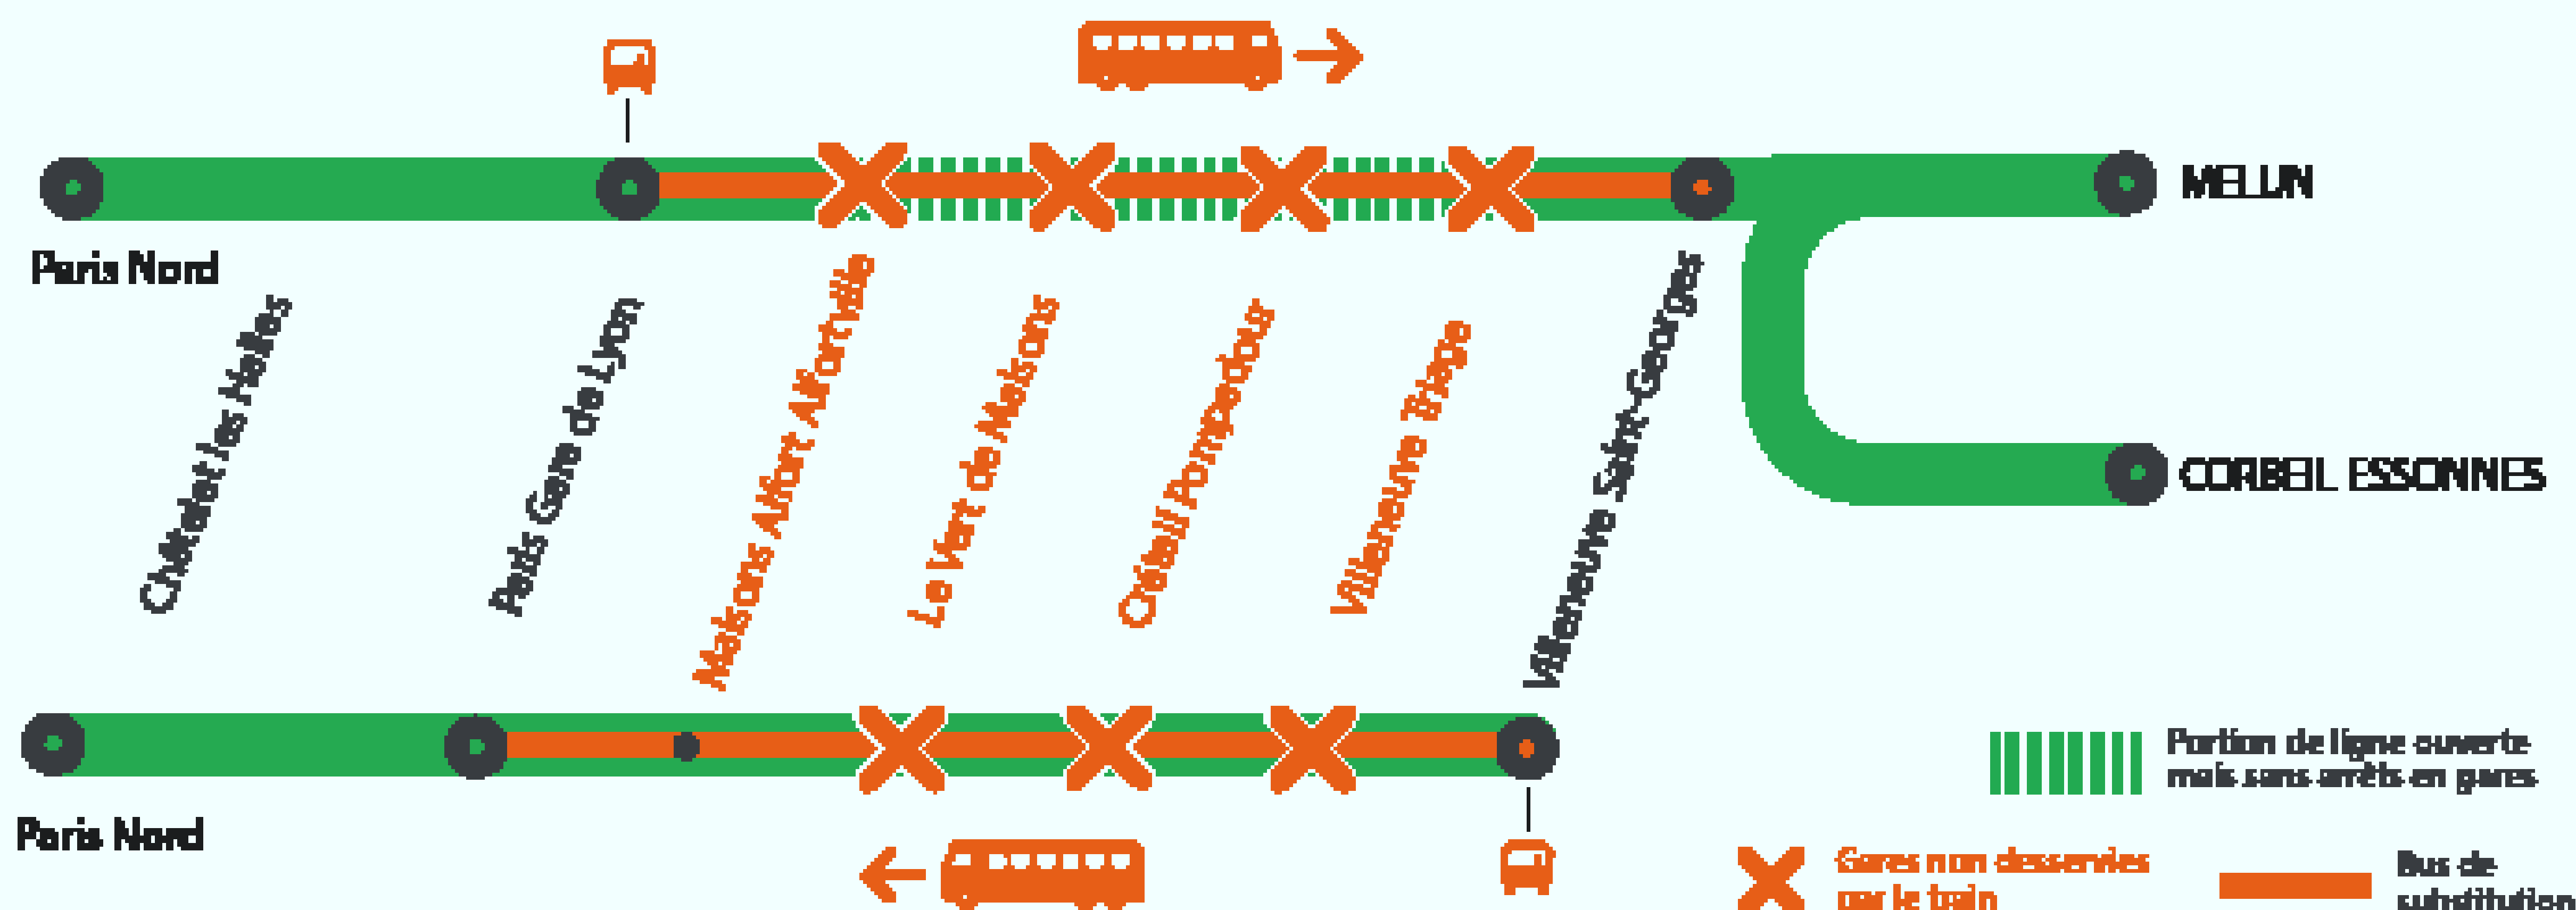 MELUN
Paris Nord
Châtelet les Halles
Paris Gare de Lyon
Maisons Alfort Alfortville
Le Vert de Maisons
Créteil Pompadour
Villeneuve Triage
Villeneuve Saint-Georges
CORBEIL ESSONNES
Paris Nord
Portion de ligne ouverte
mais sans arrêts en gares
Gares non desservies
par le train
Bus de
substitution